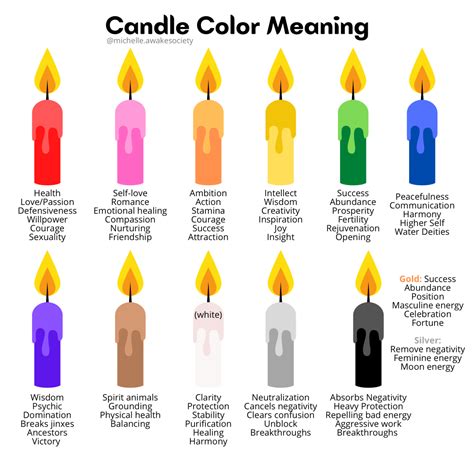 Candle Color Meaning
@michelle.awakesociety
Health
Love/Passion
Defensiveness
Willpower
Courage
Sexuality
Self-love
Romance
Emotional healing
Compassion
Nurturing
Friendship
Ambition
Action
Stamina
Courage
Success
Attraction
Intellect
Wisdom
Creativity
Inspiration
Joy
Insight
Success
Abundance
Prosperity
Fertility
Rejuvenation
Opening
Peacefulness
Communication
Harmony
Higher Self
Water Deities
Wisdom
Psychic
Domination
Breaks jinxes
Ancestors
Victory
Spirit animals
Grounding
Physical health
Balancing
(white)
Clarity
Protection
Stability
Purification
Healing
Harmony
Neutralization
Cancels negativity
Clears confusion
Unblock
Breakthroughs
Absorbs Negativity
Heavy Protection
Repelling bad energy
Aggressive work
Breakthroughs
Gold: Success
Abundance
Position
Masculine energy
Celebration
Fortune
Silver:
Remove negativity
Feminine energy
Moon energy